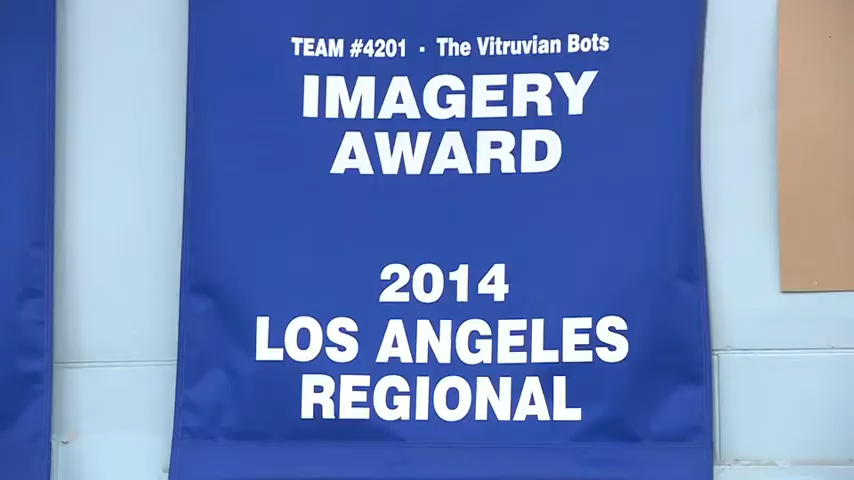 TEAM #4201 · The Vitruvian Bots
IMAGERY
AWARD
2014
LOS ANGELES
REGIONAL